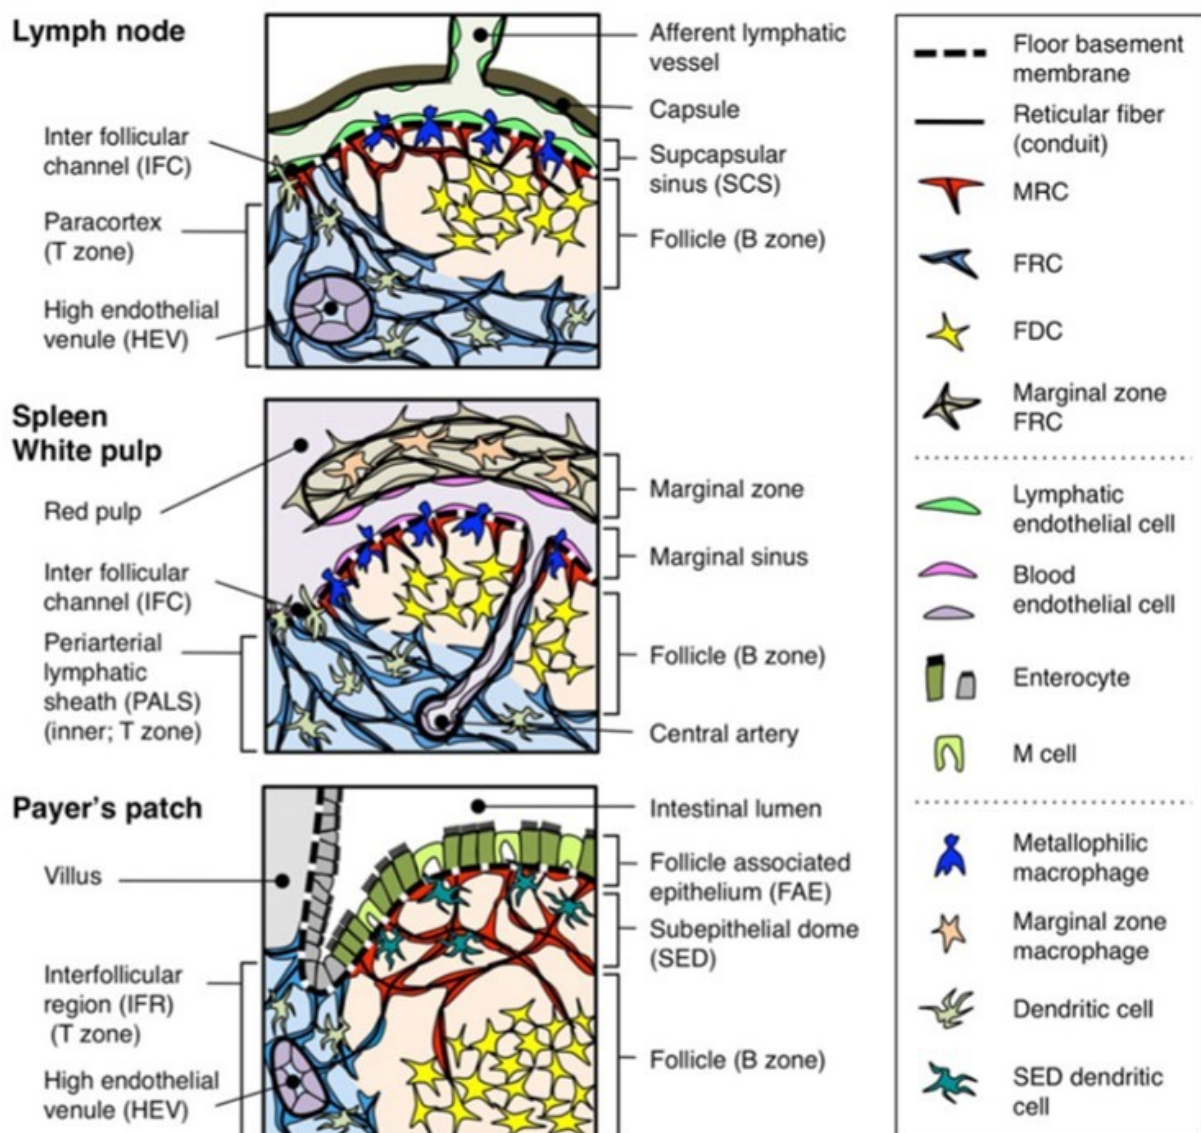 Lymph node
Afferent lymphatic
vessel
Capsule
Inter follicular
channel (IFC)
Supcapsular
sinus (SCS)
Paracortex
(T zone)
Follicle (B zone)
High endothelial
venule (HEV)
Spleen
White pulp
Red pulp
Marginal zone
Marginal sinus
Inter follicular
channel (IFC)
Periarterial
lymphatic
sheath (PALS)
(inner; T zone)
Follicle (B zone)
Central artery
Payer's patch
Intestinal lumen
Villus
Follicle associated
epithelium (FAE)
Subepithelial dome
(SED)
Interfollicular
region (IFR)
(T zone)
Follicle (B zone)
High endothelial
venule (HEV)
Floor basement
membrane
Reticular fiber
(conduit)
MRC
FRC
FDC
Marginal zone
FRC
Lymphatic
endothelial cell
Blood
endothelial cell
Enterocyte
M cell
Metallophilic
macrophage
Marginal zone
macrophage
Dendritic cell
SED dendritic
cell